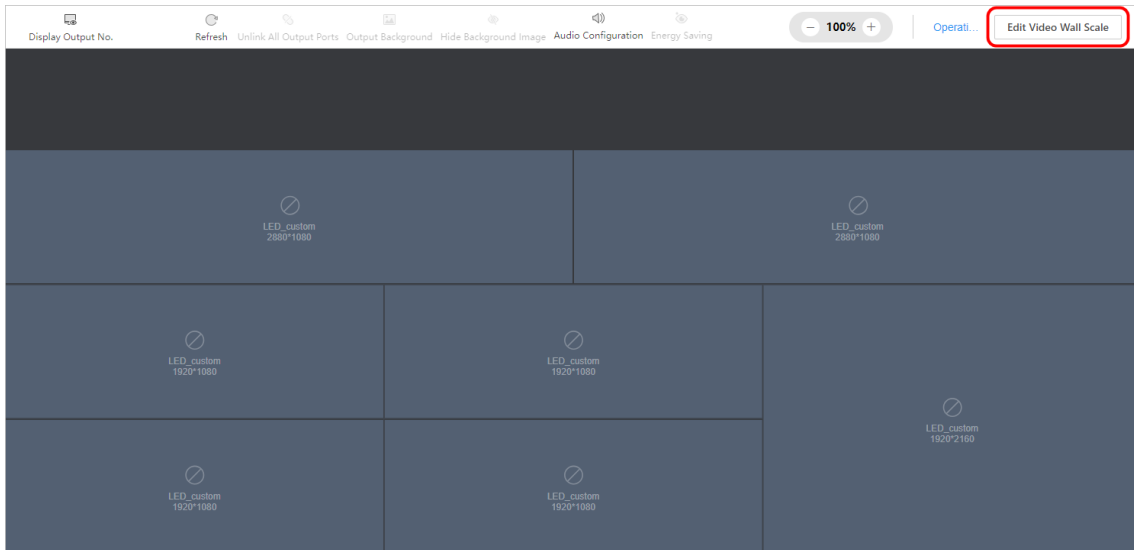 Display Output No. Refresh Unlink All Output Ports Output Background Hide Background Image Audio Configuration Energy Saving 100% Operati... Edit Video Wall Scale
LED_custom
2880*1080
LED_custom
2880*1080
LED_custom
1920*1080
LED_custom
1920*1080
LED_custom
1920*2160
LED_custom
1920*1080
LED_custom
1920*1080